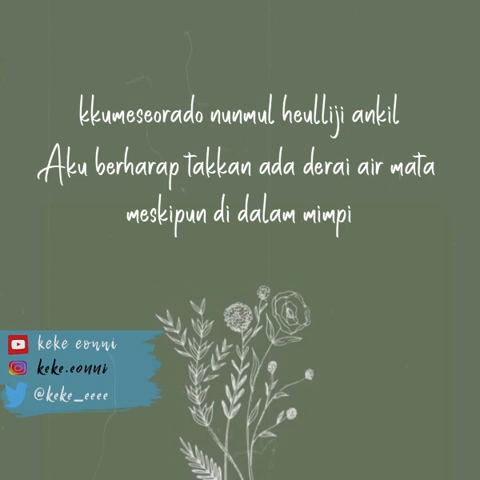 kkumeseorado nunmul heulliji ankil
Aku berharap takkan ada derai air mata
meskipun di dalam mimpi
keke eonni
keke.eonni
@keke_eeee